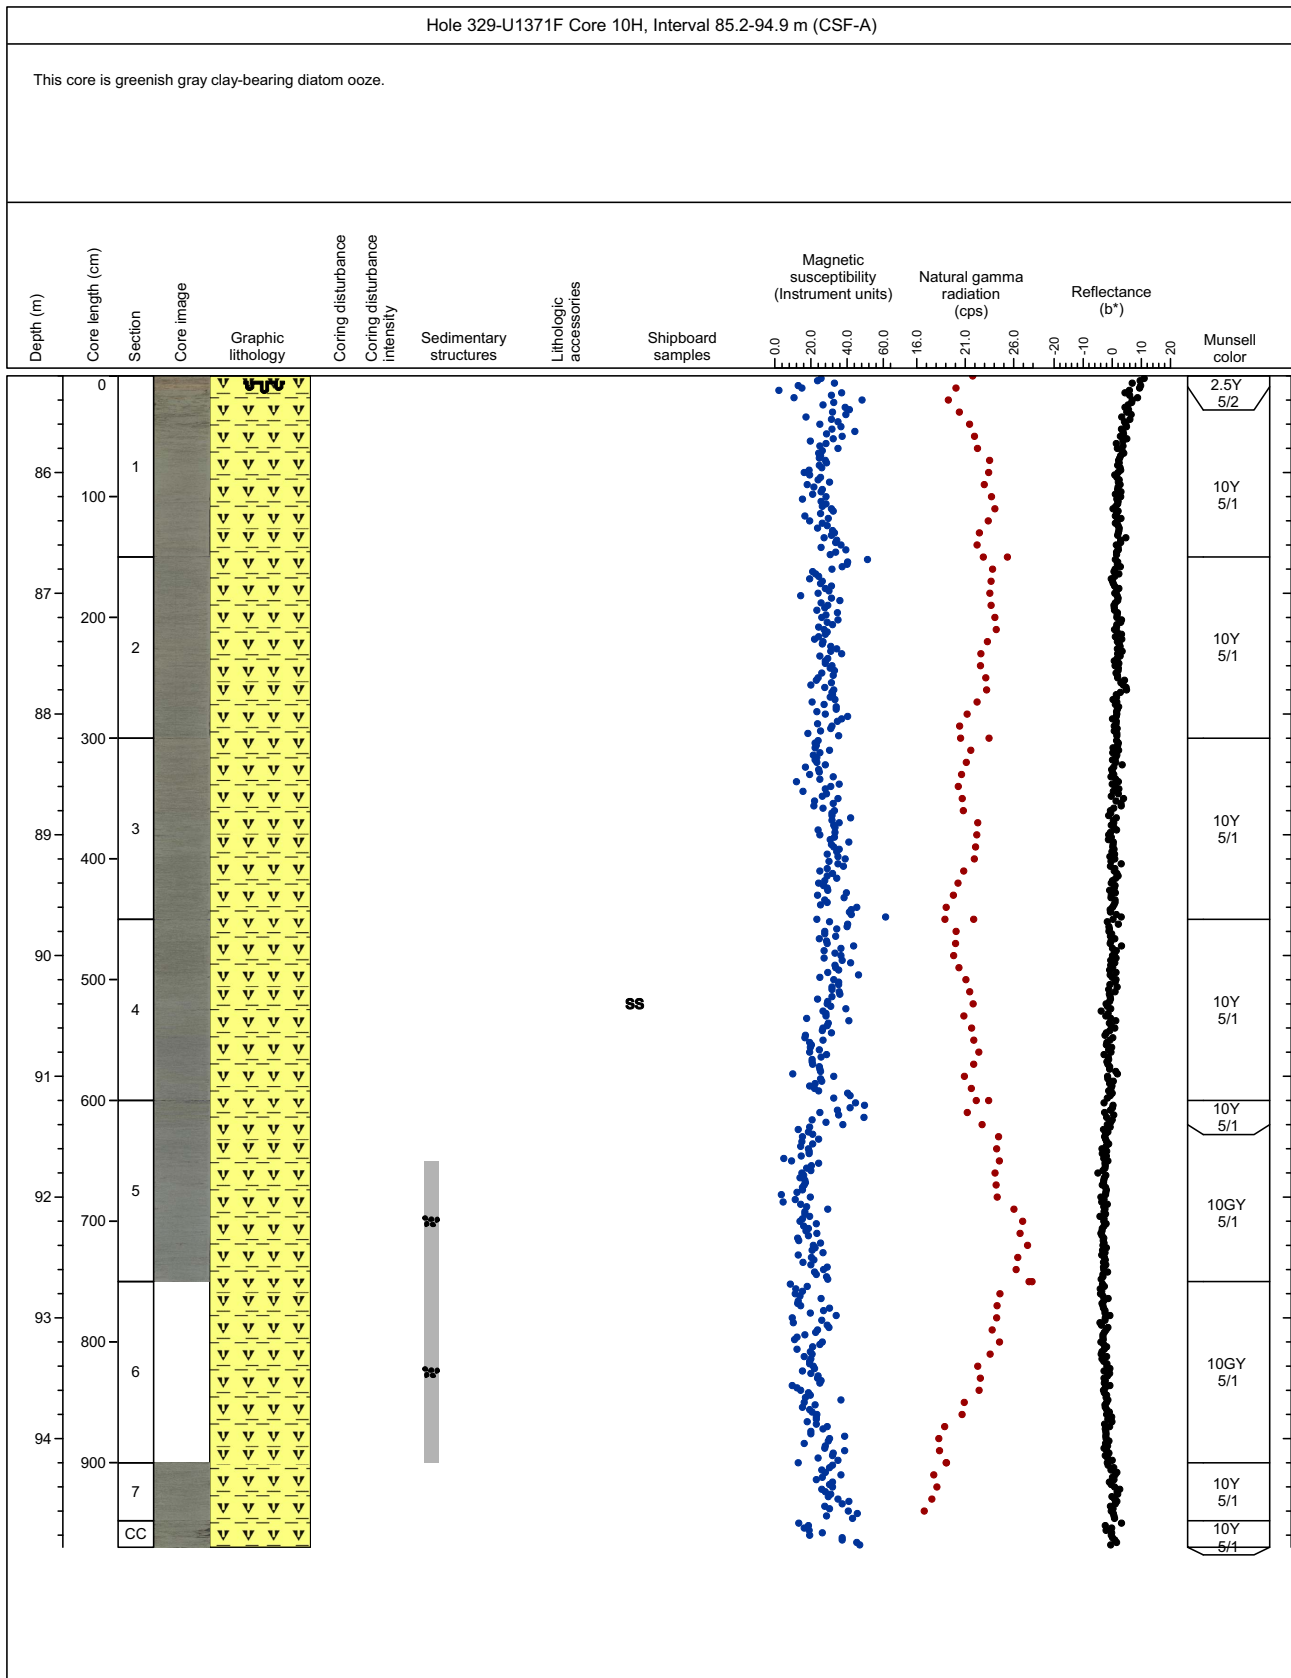 Hole 329-U1371F Core 10H, Interval 85.2-94.9 m (CSF-A)
This core is greenish gray clay-bearing diatom ooze.
Depth (m)
Core length (cm)
Section
Core image
Graphic
lithology
Coring disturbance
Coring disturbance
intensity
Sedimentary
structures
Lithologic
accessories
Shipboard
samples
Magnetic
susceptibility
(Instrument units)
0.0 20.0 40.0 60.0
Natural gamma
radiation
(cps)
16.0 21.0 26.0
Reflectance
(b*)
-20 -10 0 10 20
Munsell
color
0
2.5Y
5/2
1
86
100
10Y
5/1
87
200
2
10Y
5/1
88
300
3
89
400
10Y
5/1
90
500
4
SS
10Y
5/1
91
600
10Y
5/1
5
92
700
10GY
5/1
93
800
6
10GY
5/1
94
900
7
10Y
5/1
CC
10Y
5/1